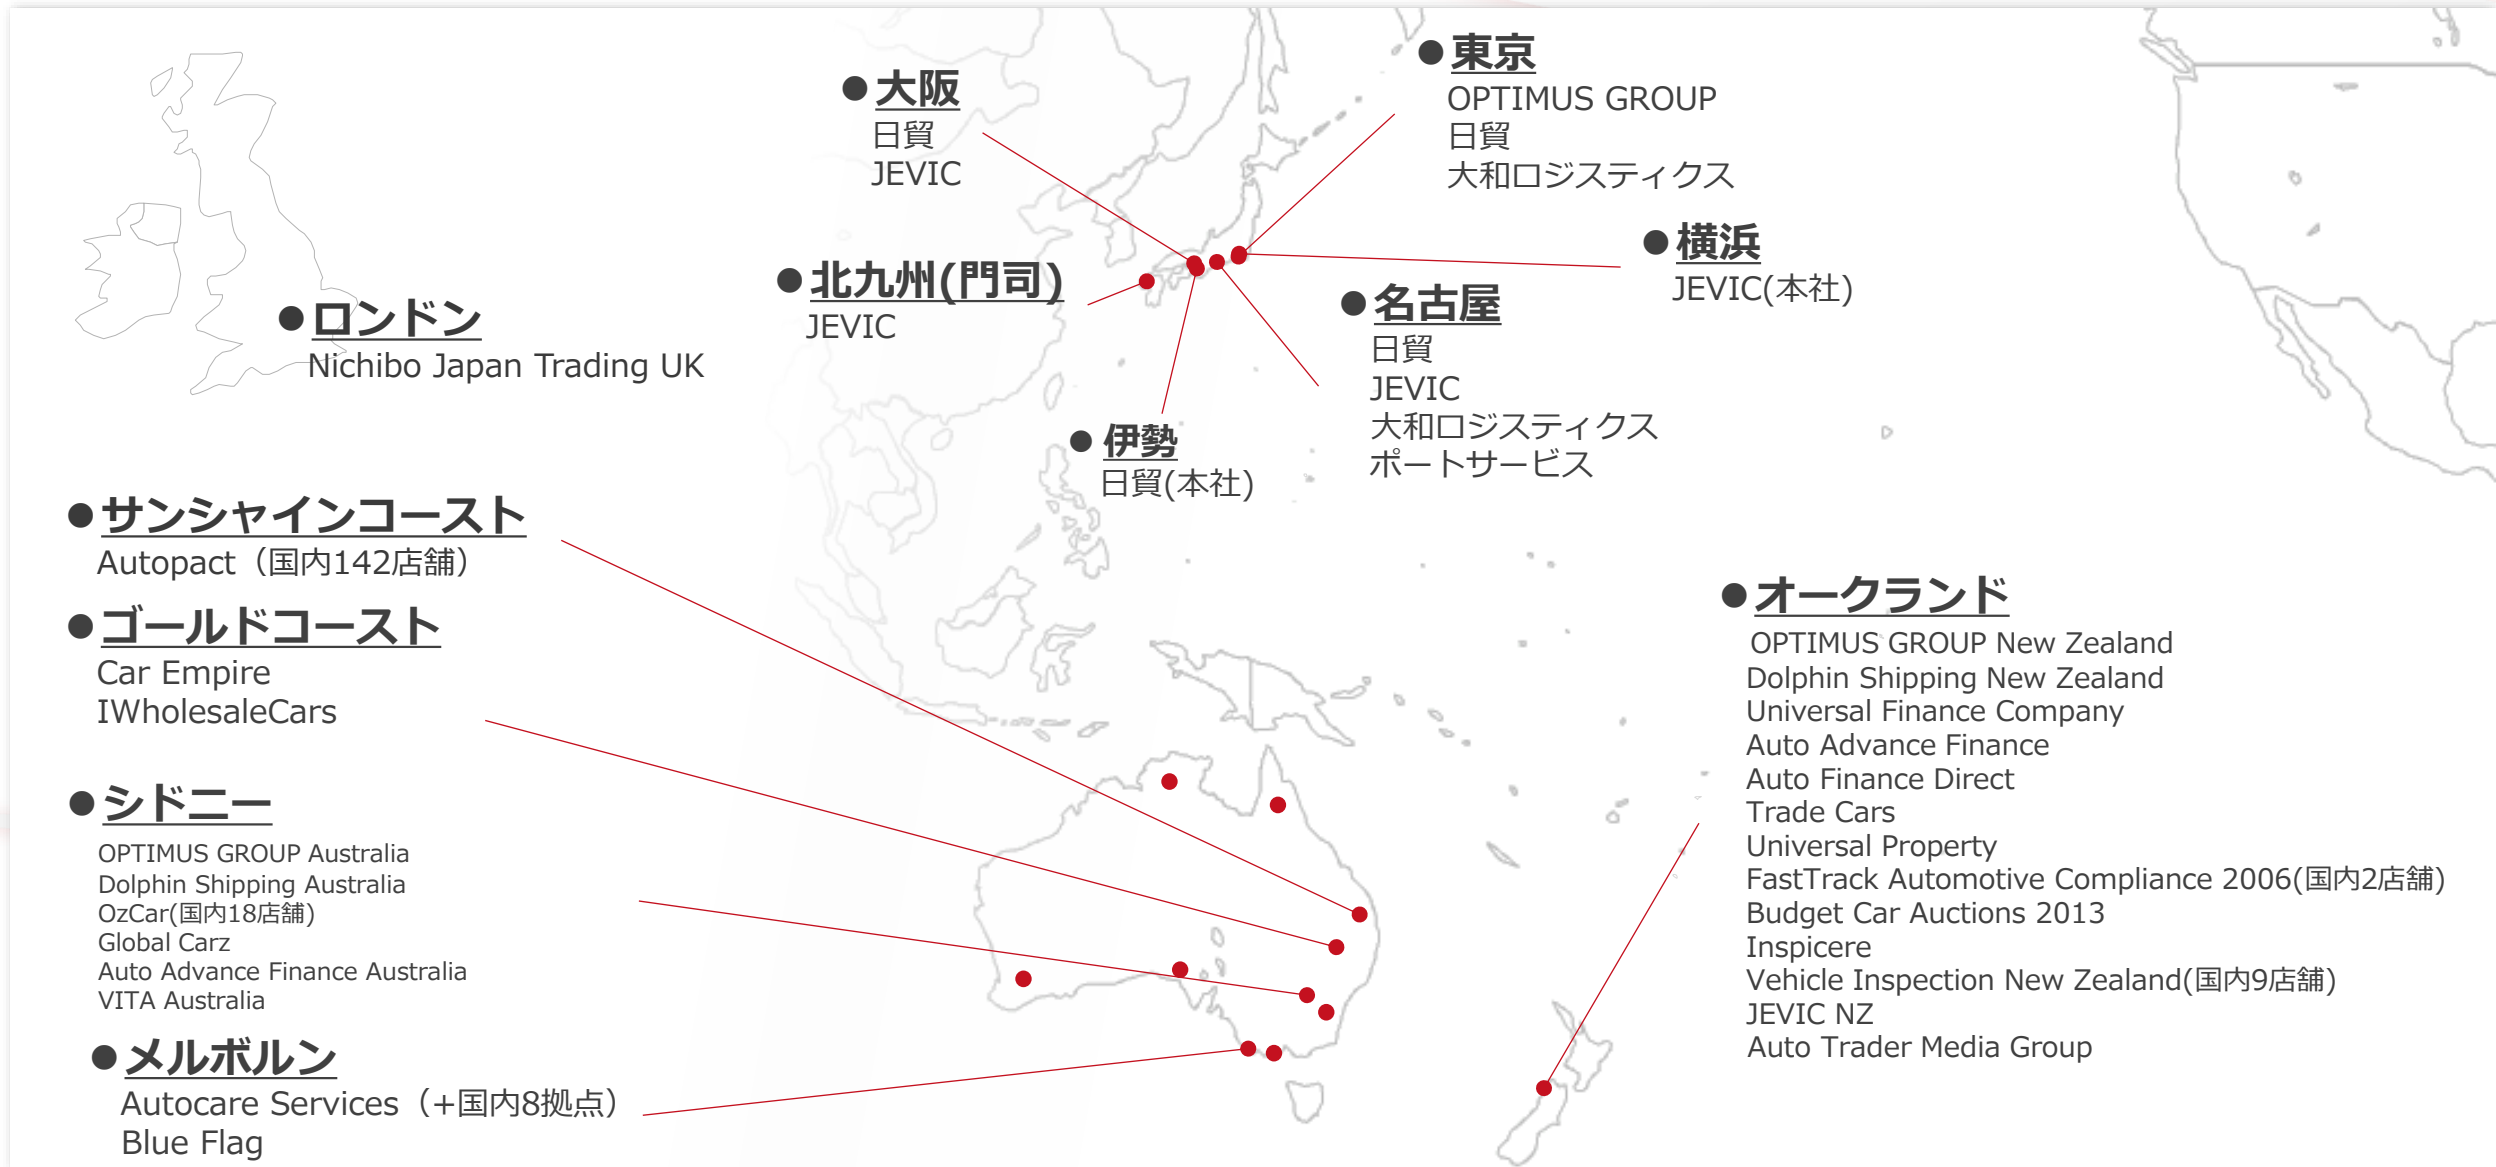 ●大阪
日貿
JEVIC
●東京
OPTIMUS GROUP
日貿
大和ロジスティクス
●横浜
JEVIC(本社)
●北九州(門司)
JEVIC
●名古屋
日貿
JEVIC
大和ロジスティクス
ポートサービス
●ロンドン
Nichibo Japan Trading UK
●伊勢
日貿(本社)
●サンシャインコースト
Autopact（国内142店舗）
●ゴールドコースト
Car Empire
IWholesaleCars
●シドニー
OPTIMUS GROUP Australia
Dolphin Shipping Australia
OzCar(国内18店舗)
Global Carz
Auto Advance Finance Australia
VITA Australia
●メルボルン
Autocare Services（+国内8拠点）
Blue Flag
●オークランド
OPTIMUS GROUP New Zealand
Dolphin Shipping New Zealand
Universal Finance Company
Auto Advance Finance
Auto Finance Direct
Trade Cars
Universal Property
FastTrack Automotive Compliance 2006(国内2店舗)
Budget Car Auctions 2013
Inspicere
Vehicle Inspection New Zealand(国内9店舗)
JEVIC NZ
Auto Trader Media Group